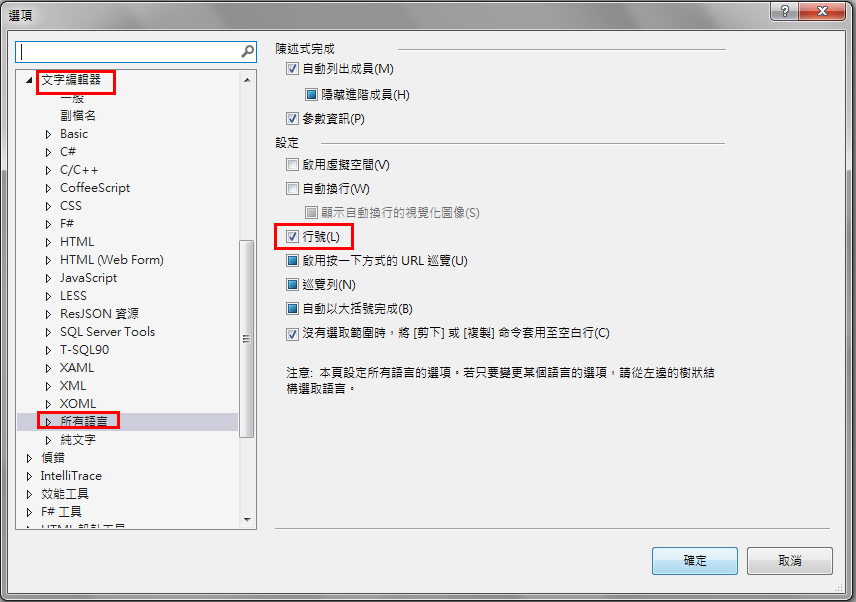 選項
文字編輯器
一般
副檔名
Basic
C#
C/C++
CoffeeScript
CSS
F#
HTML
HTML (Web Form)
JavaScript
LESS
ResJSON 資源
SQL Server Tools
T-SQL90
XAML
XML
XOML
所有語言
純文字
偵錯
IntelliTrace
效能工具
F# 工具
HTML 設計工具
陳述式完成
自動列出成員(M)
隱藏進階成員(H)
參數資訊(P)
設定
啟用虛擬空間(V)
自動換行(W)
顯示自動換行的視覺化圖像(S)
行號(L)
啟用按一下方式的 URL 巡覽(U)
巡覽列(N)
自動以大括號完成(B)
沒有選取範圍時，將 [剪下] 或 [複製] 命令套用至空白行(C)
注意: 本頁設定所有語言的選項。若只要變更某個語言的選項，請從左邊的樹狀結
構選取語言。
確定
取消